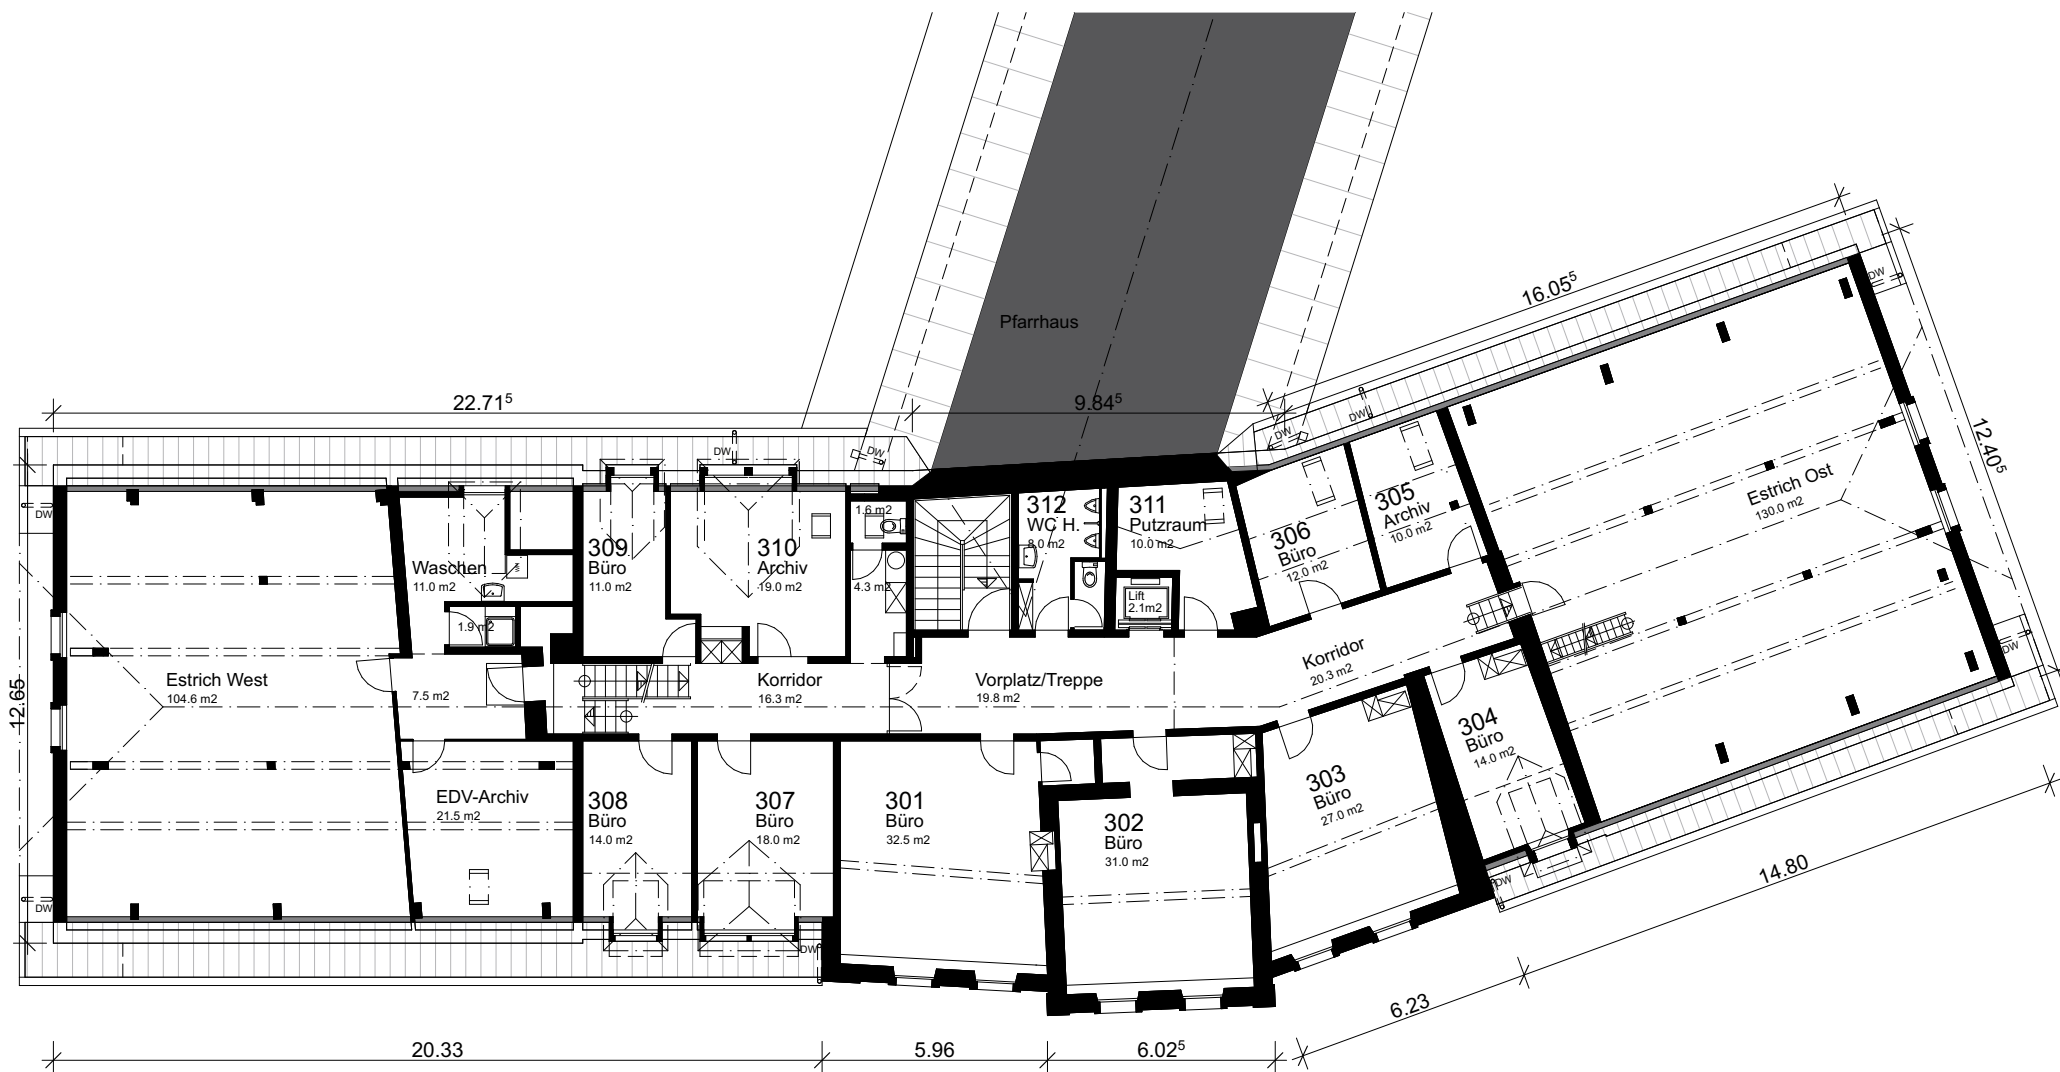 Pfarrhaus
16.05⁵
22.71⁵
9.84⁵
12.40⁵
12.65
14.80
6.23
20.33
5.96
6.02⁵
DW
DW
DW
DW
DW
DW
DW
DW
DW
DW
DW
Estrich West
104.6 m2
Waschen
11.0 m2
1.9 m2
7.5 m2
EDV-Archiv
21.5 m2
309
Büro
11.0 m2
310
Archiv
19.0 m2
1.6 m2
4.3 m2
312
WC H.
8.0 m2
311
Putzraum
10.0 m2
Lift
2.1m2
306
Büro
12.0 m2
305
Archiv
10.0 m2
Estrich Ost
130.0 m2
Korridor
16.3 m2
Vorplatz/Treppe
19.8 m2
Korridor
20.3 m2
308
Büro
14.0 m2
307
Büro
18.0 m2
301
Büro
32.5 m2
302
Büro
31.0 m2
303
Büro
27.0 m2
304
Büro
14.0 m2